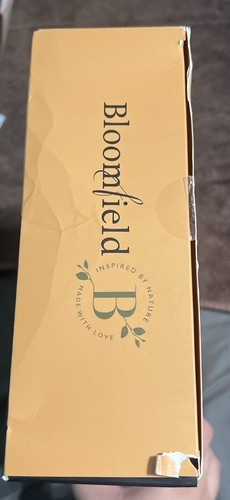 Bloomfield
INSPIRED BY NATURE
B
MADE WITH LOVE